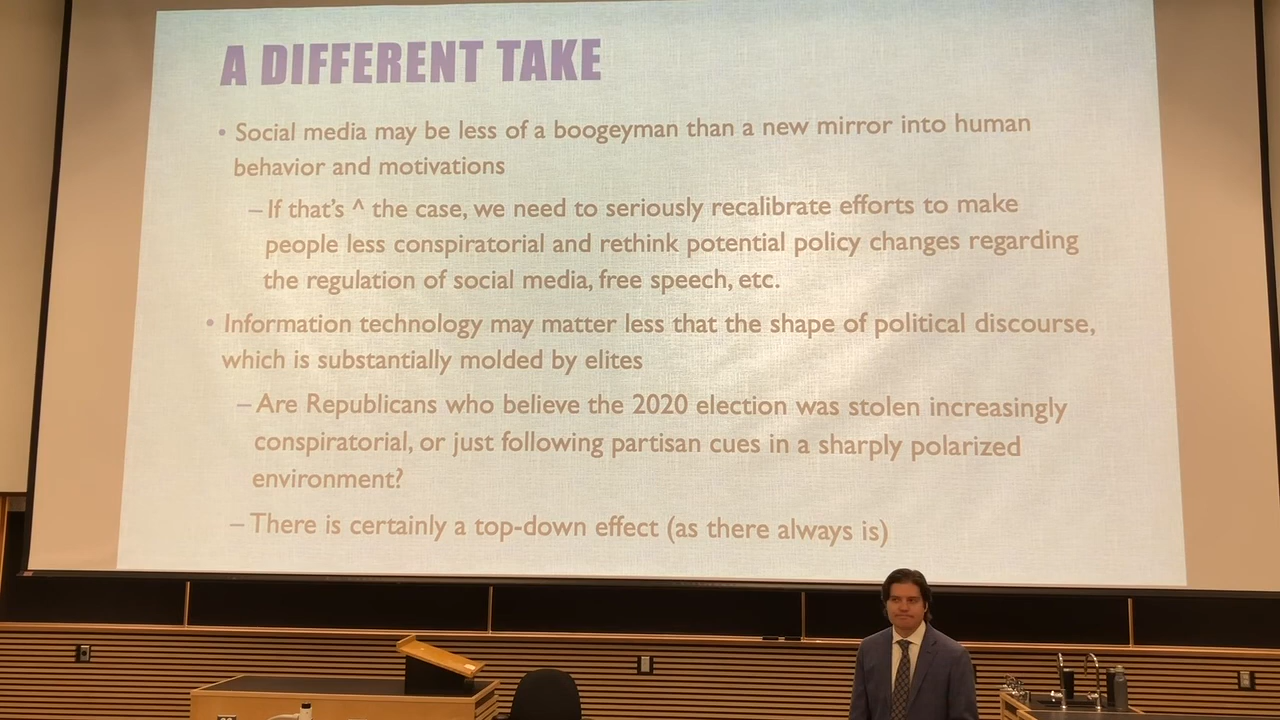 A DIFFERENT TAKE
• Social media may be less of a boogeyman than a new mirror into human
behavior and motivations
– If that's ^ the case, we need to seriously recalibrate efforts to make
people less conspiratorial and rethink potential policy changes regarding
the regulation of social media, free speech, etc.
• Information technology may matter less that the shape of political discourse,
which is substantially molded by elites
– Are Republicans who believe the 2020 election was stolen increasingly
conspiratorial, or just following partisan cues in a sharply polarized
environment?
– There is certainly a top-down effect (as there always is)